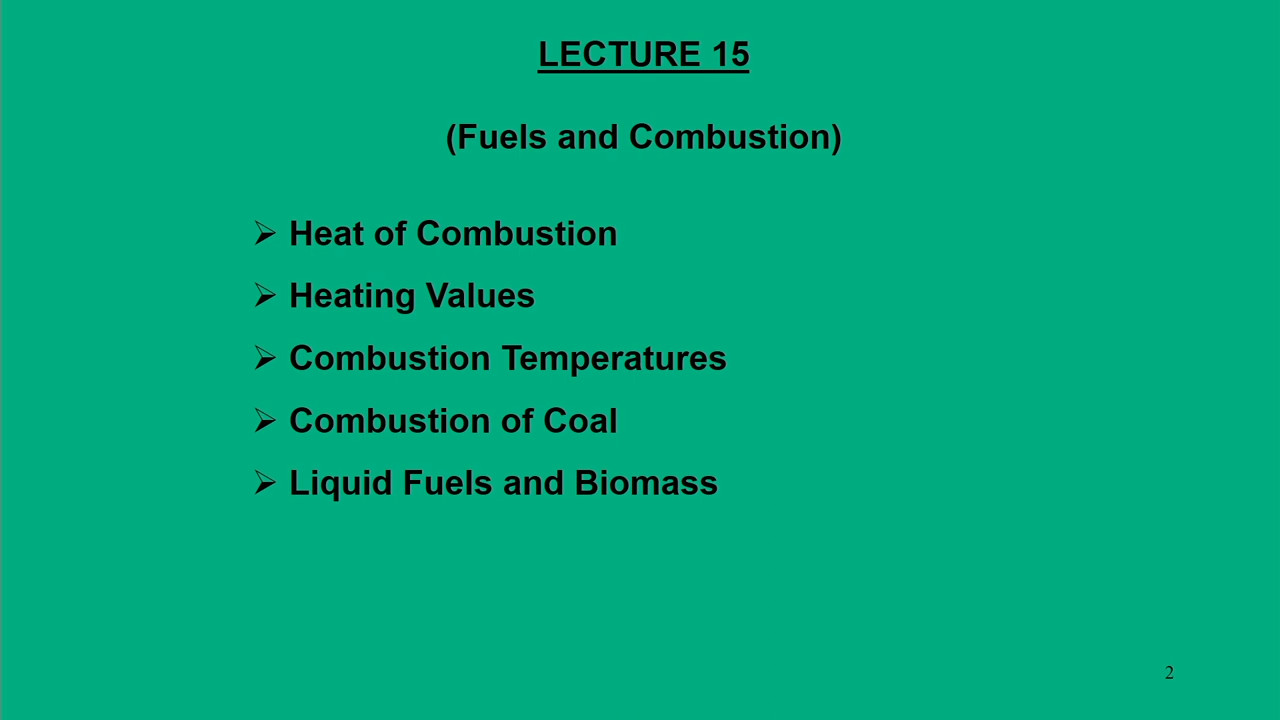 LECTURE 15
(Fuels and Combustion)
➢ Heat of Combustion
➢ Heating Values
➢ Combustion Temperatures
➢ Combustion of Coal
➢ Liquid Fuels and Biomass
2